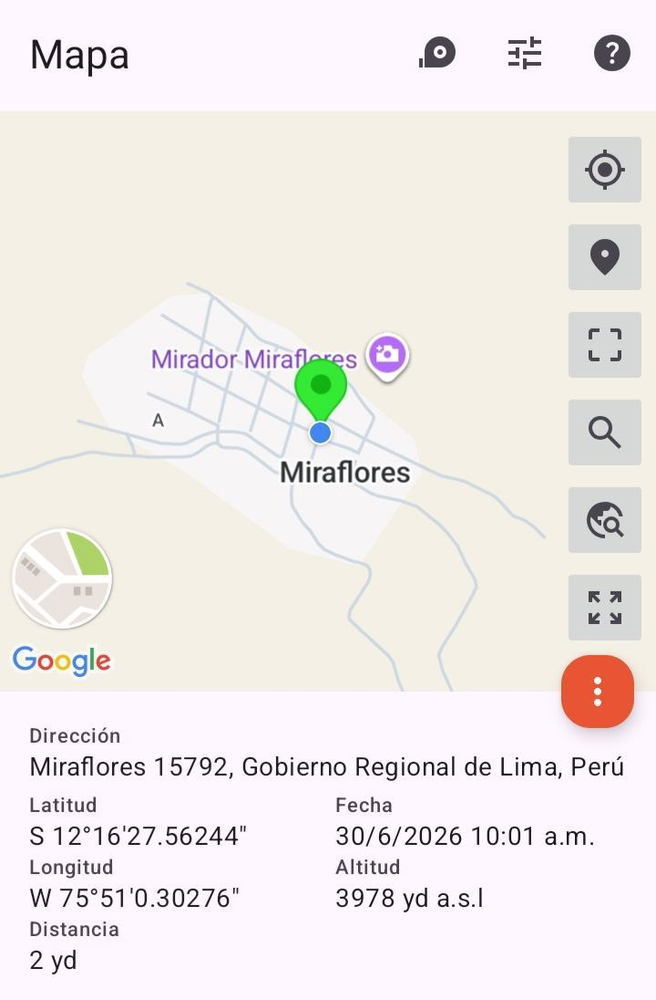 Mapa
Mirador Miraflores
A
Miraflores
Google
Dirección
Miraflores 15792, Gobierno Regional de Lima, Perú
Latitud
S 12°16'27.56244"
Fecha
30/6/2026 10:01 a.m.
Longitud
W 75°51'0.30276"
Altitud
3978 yd a.s.l
Distancia
2 yd